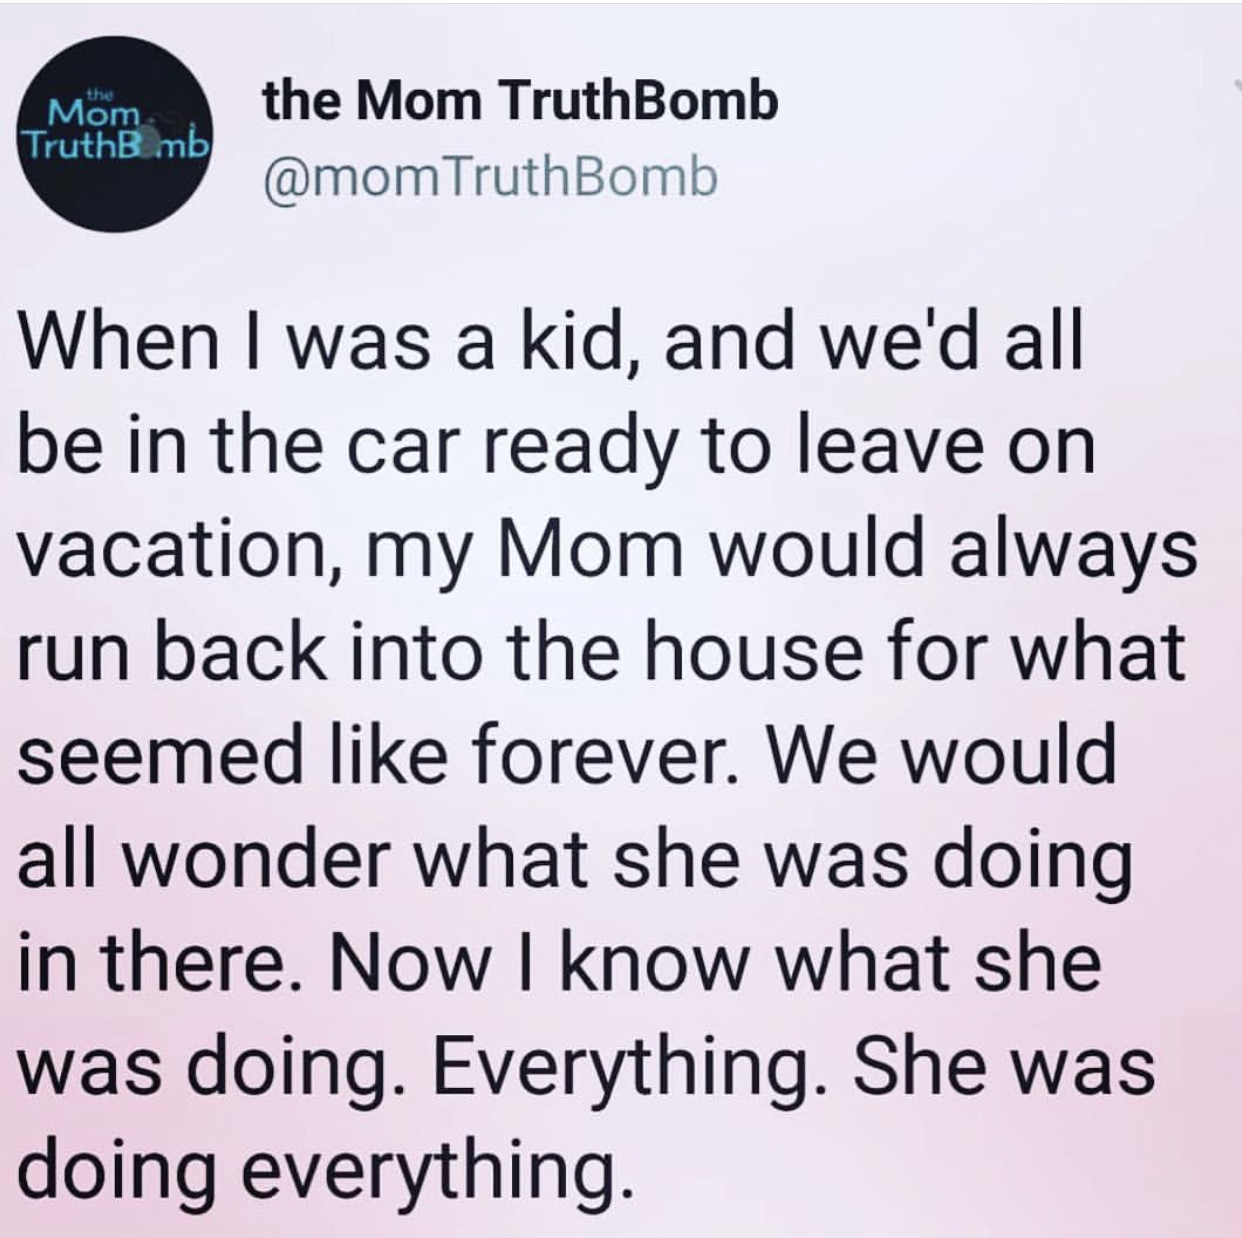 the
Mom
TruthB mb
the Mom TruthBomb
@momTruthBomb
When I was a kid, and we'd all
be in the car ready to leave on
vacation, my Mom would always
run back into the house for what
seemed like forever. We would
all wonder what she was doing
in there. Now I know what she
was doing. Everything. She was
doing everything.